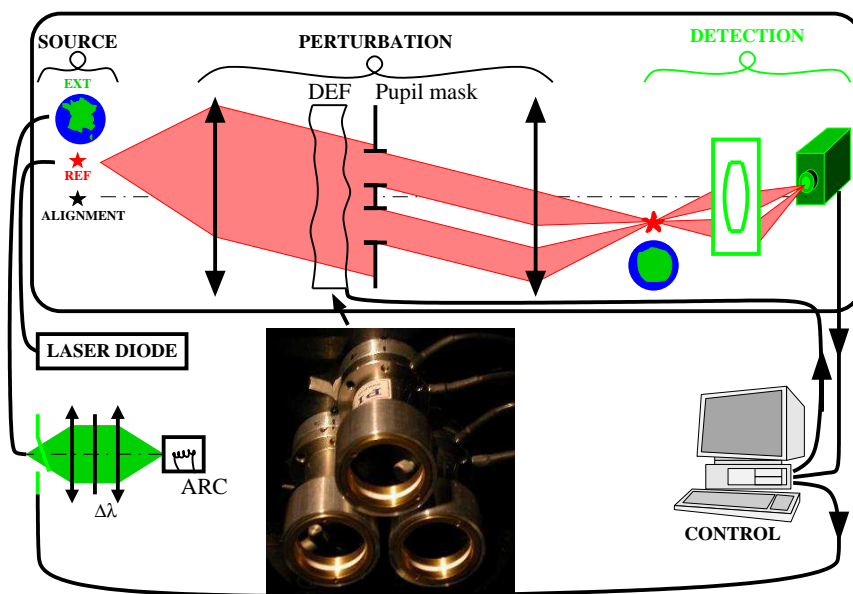 SOURCE
PERTURBATION
DETECTION
EXT
DEF
Pupil mask
REF
ALIGNMENT
LASER DIODE
ARC
Δλ
CONTROL